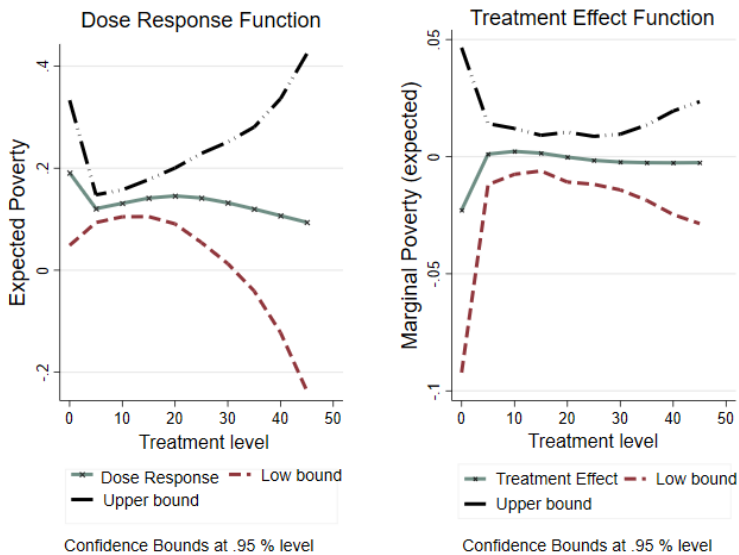 Dose Response Function
Expected Poverty
.4
.2
0
-.2
0 10 20 30 40 50
Treatment level
Dose Response Low bound
Upper bound
Confidence Bounds at .95 % level
Treatment Effect Function
Marginal Poverty (expected)
.05
0
-.05
-.1
0 10 20 30 40 50
Treatment level
Treatment Effect Low bound
Upper bound
Confidence Bounds at .95 % level